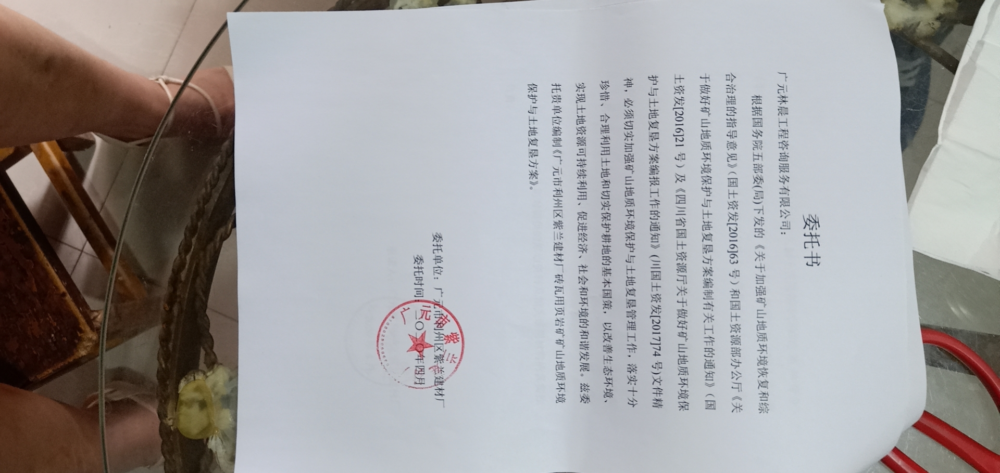 委托书
广元林晨工程咨询服务有限公司：
根据国务院五部委(局)下发的《关于加强矿山地质环境恢复和综
合治理的指导意见》（国土资发[2016]63 号）和国土资源部办公厅《关
于做好矿山地质环境保护与土地复垦方案编制有关工作的通知》（国
土资发[2016]21 号）及《四川省国土资源厅关于做好矿山地质环境保
护与土地复垦方案编报工作的通知》(川国土资发[2017]74 号)文件精
神，必须切实加强矿山地质环境保护与土地复垦管理工作，落实十分
珍惜、合理利用土地和切实保护耕地的基本国策，以改善生态环境、
实现土地资源可持续利用、促进经济、社会和环境的和谐发展。兹委
托贵单位编制《广元市利州区紫兰建材厂砖瓦用页岩矿矿山地质环境
保护与土地复垦方案》。
委托单位：广元市利州区紫兰建材厂
委托时间：二〇二〇年四月
广元市 紫兰